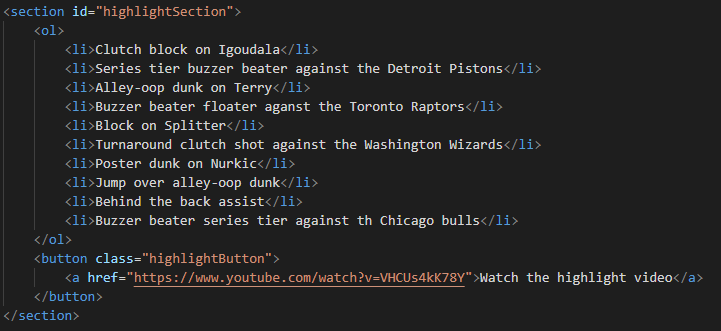 <section id="highlightSection">
<ol>
<li>Clutch block on Igoudala</li>
<li>Series tier buzzer beater against the Detroit Pistons</li>
<li>Alley-oop dunk on Terry</li>
<li>Buzzer beater floater aganst the Toronto Raptors</li>
<li>Block on Splitter</li>
<li>Turnaround clutch shot against the Washington Wizards</li>
<li>Poster dunk on Nurkic</li>
<li>Jump over alley-oop dunk</li>
<li>Behind the back assist</li>
<li>Buzzer beater series tier against th Chicago bulls</li>
</ol>
<button class="highlightButton">
<a href="https://www.youtube.com/watch?v=VHCUs4kK78Y">Watch the highlight video</a>
</button>
</section>